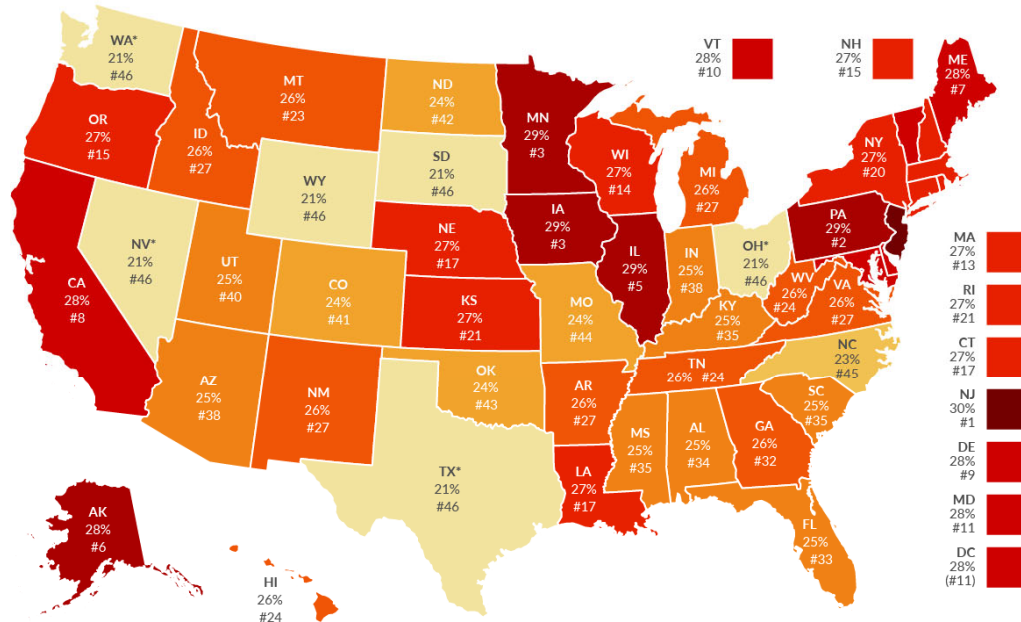 WA*
21%
#46
OR
27%
#15
CA
28%
#8
NV*
21%
#46
ID
26%
#27
MT
26%
#23
WY
21%
#46
UT
25%
#40
CO
24%
#41
AZ
25%
#38
NM
26%
#27
ND
24%
#42
SD
21%
#46
NE
27%
#17
KS
27%
#21
OK
24%
#43
TX*
21%
#46
MN
29%
#3
IA
29%
#3
MO
24%
#44
AR
26%
#27
LA
27%
#17
WI
27%
#14
IL
29%
#5
MI
26%
#27
IN
25%
#38
OH*
21%
#46
KY
25%
#35
TN
26% #24
MS
25%
#35
AL
25%
#34
GA
26%
#32
FL
25%
#33
SC
25%
#35
NC
23%
#45
WV
26%
#24
VA
26%
#27
PA
29%
#2
NY
27%
#20
VT
28%
#10
NH
27%
#15
ME
28%
#7
MA
27%
#13
RI
27%
#21
CT
27%
#17
NJ
30%
#1
DE
28%
#9
MD
28%
#11
DC
28%
(#11)
AK
28%
#6
HI
26%
#24